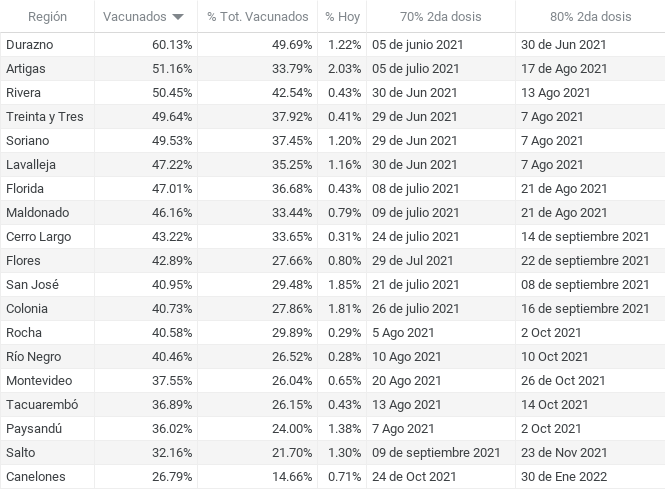 Región Vacunados % Tot. Vacunados % Hoy 70% 2da dosis 80% 2da dosis
Durazno 60.13% 49.69% 1.22% 05 de junio 2021 30 de Jun 2021
Artigas 51.16% 33.79% 2.03% 05 de julio 2021 17 de Ago 2021
Rivera 50.45% 42.54% 0.43% 30 de Jun 2021 13 Ago 2021
Treinta y Tres 49.64% 37.92% 0.41% 29 de Jun 2021 7 Ago 2021
Soriano 49.53% 37.45% 1.20% 29 de Jun 2021 7 Ago 2021
Lavalleja 47.22% 35.25% 1.16% 30 de Jun 2021 7 Ago 2021
Florida 47.01% 36.68% 0.43% 08 de julio 2021 21 de Ago 2021
Maldonado 46.16% 33.44% 0.79% 09 de julio 2021 21 de Ago 2021
Cerro Largo 43.22% 33.65% 0.31% 24 de julio 2021 14 de septiembre 2021
Flores 42.89% 27.66% 0.80% 29 de Jul 2021 22 de septiembre 2021
San José 40.95% 29.48% 1.85% 21 de julio 2021 08 de septiembre 2021
Colonia 40.73% 27.86% 1.81% 26 de julio 2021 16 de septiembre 2021
Rocha 40.58% 29.89% 0.29% 5 Ago 2021 2 Oct 2021
Río Negro 40.46% 26.52% 0.28% 10 Ago 2021 10 Oct 2021
Montevideo 37.55% 26.04% 0.65% 20 Ago 2021 26 de Oct 2021
Tacuarembó 36.89% 26.15% 0.43% 13 Ago 2021 14 Oct 2021
Paysandú 36.02% 24.00% 1.38% 7 Ago 2021 2 Oct 2021
Salto 32.16% 21.70% 1.30% 09 de septiembre 2021 23 de Nov 2021
Canelones 26.79% 14.66% 0.71% 24 de Oct 2021 30 de Ene 2022